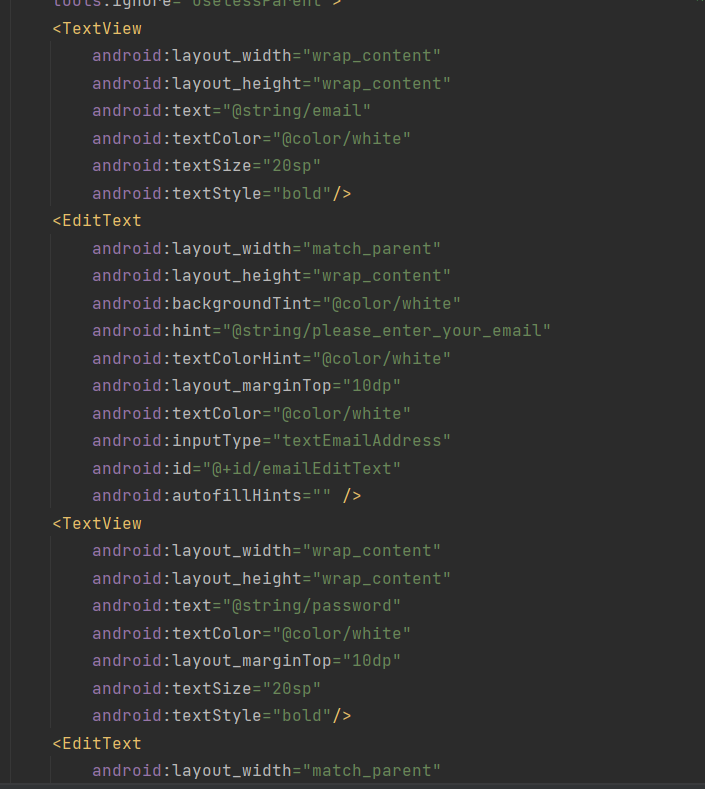 tools:ignore="UselessParent">
<TextView
android:layout_width="wrap_content"
android:layout_height="wrap_content"
android:text="@string/email"
android:textColor="@color/white"
android:textSize="20sp"
android:textStyle="bold"/>
<EditText
android:layout_width="match_parent"
android:layout_height="wrap_content"
android:backgroundTint="@color/white"
android:hint="@string/please_enter_your_email"
android:textColorHint="@color/white"
android:layout_marginTop="10dp"
android:textColor="@color/white"
android:inputType="textEmailAddress"
android:id="@+id/emailEditText"
android:autofillHints="" />
<TextView
android:layout_width="wrap_content"
android:layout_height="wrap_content"
android:text="@string/password"
android:textColor="@color/white"
android:layout_marginTop="10dp"
android:textSize="20sp"
android:textStyle="bold"/>
<EditText
android:layout_width="match_parent"